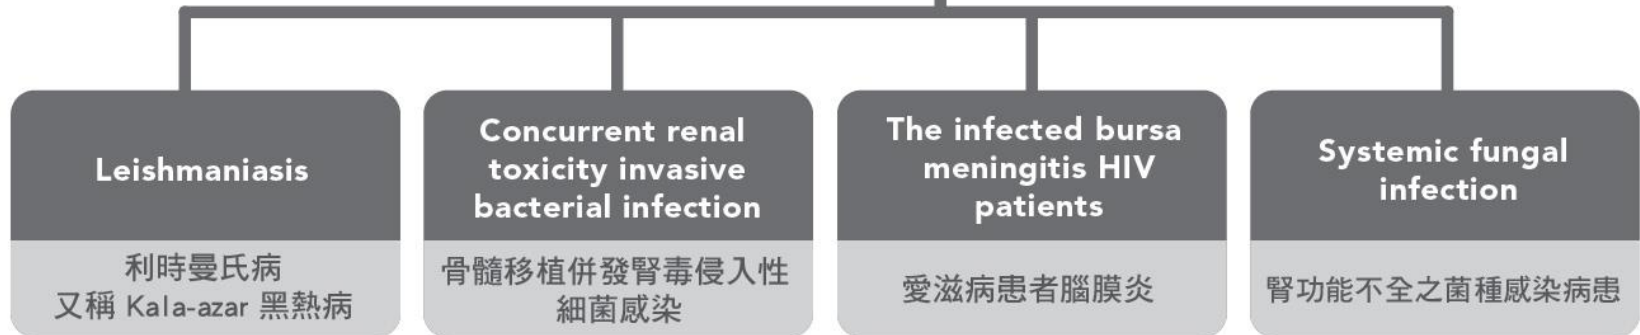 Leishmaniasis
利時曼氏病
又稱 Kala-azar 黑熱病
Concurrent renal
toxicity invasive
bacterial infection
骨髓移植併發腎毒侵入性
細菌感染
The infected bursa
meningitis HIV
patients
愛滋病患者腦膜炎
Systemic fungal
infection
腎功能不全之菌種感染病患